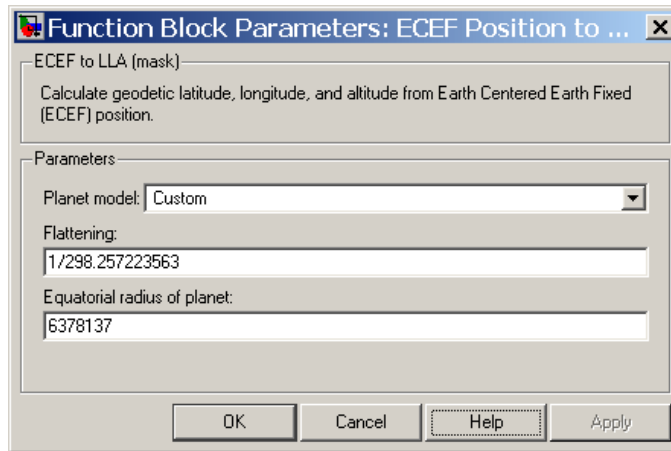 Function Block Parameters: ECEF Position to ...
ECEF to LLA (mask)
Calculate geodetic latitude, longitude, and altitude from Earth Centered Earth Fixed
(ECEF) position.
Parameters
Planet model: Custom
Flattening:
1/298.257223563
Equatorial radius of planet:
6378137
OK Cancel Help Apply